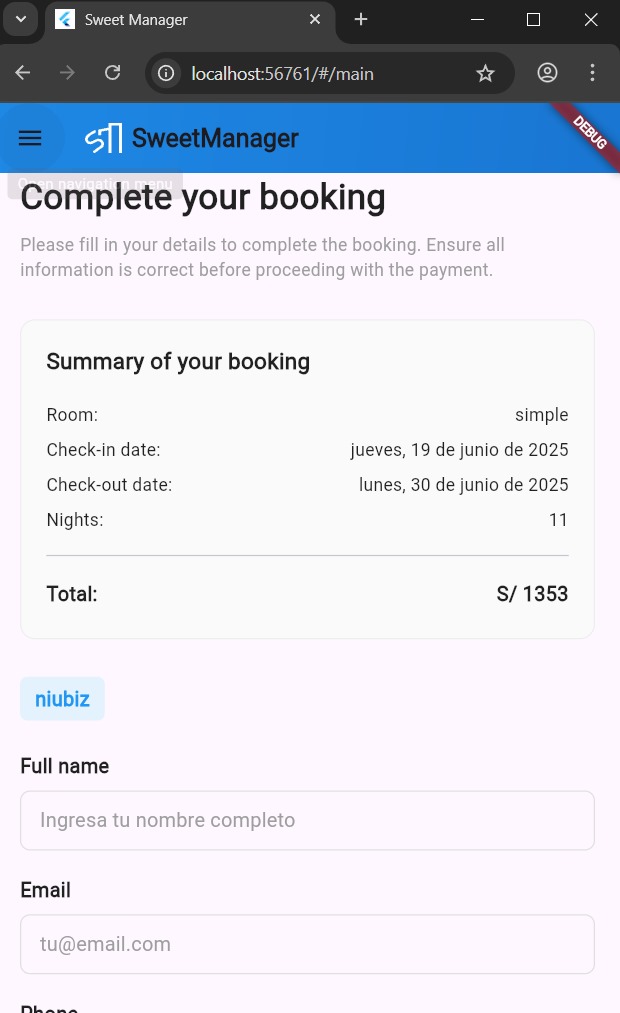 Sweet Manager
localhost:56761/#/main
SweetManager
DEBUG
Open navigation menu
Complete your booking
Please fill in your details to complete the booking. Ensure all
information is correct before proceeding with the payment.
Summary of your booking
Room: simple
Check-in date: jueves, 19 de junio de 2025
Check-out date: lunes, 30 de junio de 2025
Nights: 11
Total: S/ 1353
niubiz
Full name
Ingresa tu nombre completo
Email
tu@email.com
Phone